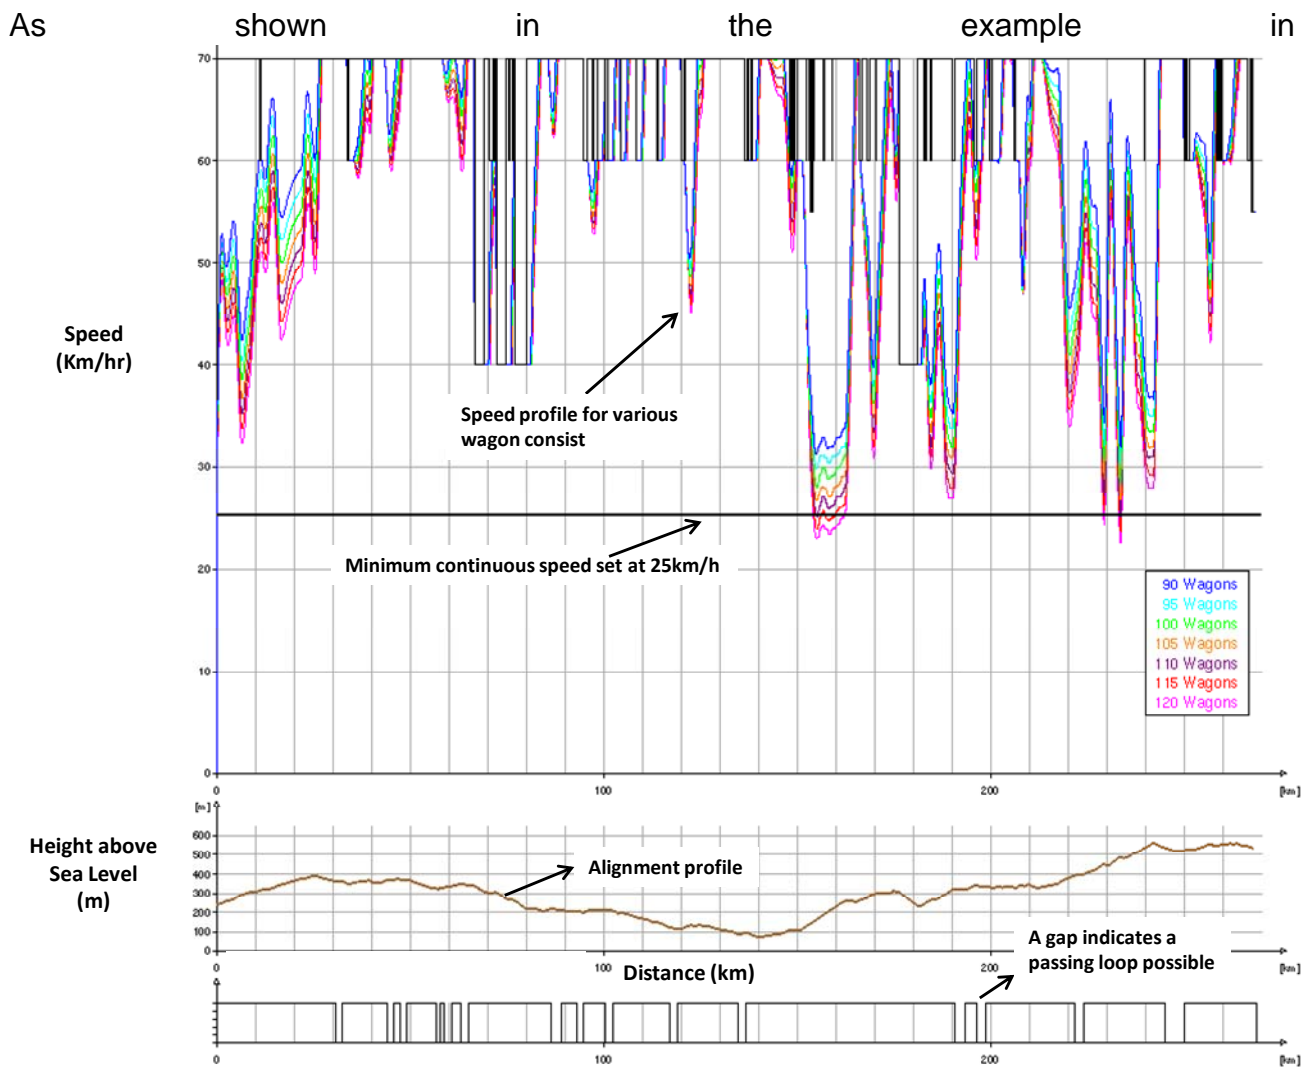 As shown in the example in
70
60
50
40
30
20
10
0
Speed
(Km/hr)
Speed profile for various
wagon consist
Minimum continuous speed set at 25km/h
90 Wagons
95 Wagons
100 Wagons
105 Wagons
110 Wagons
115 Wagons
120 Wagons
0 100 200 [km]
[m]
600
500
400
300
200
100
0
Height above
Sea Level
(m)
Alignment profile
A gap indicates a
passing loop possible
0 100 200 [km]
Distance (km)
0 100 200 [km]